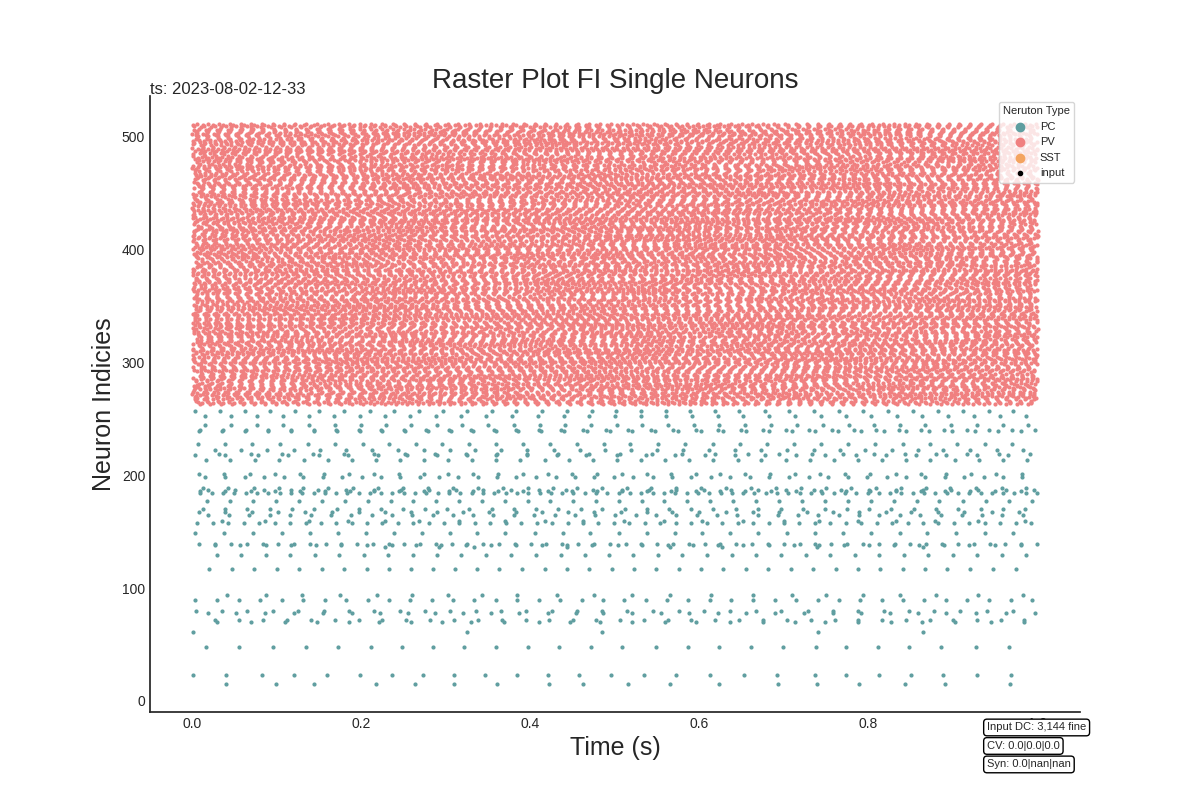 Raster Plot FI Single Neurons
ts: 2023-08-02-12-33
Neruton Type
PC
PV
SST
input
500
400
300
200
100
0
Neuron Indicies
0.0 0.2 0.4 0.6 0.8
Time (s)
Input DC: 3,144 fine
CV: 0.0|0.0|0.0
Syn: 0.0|nan|nan